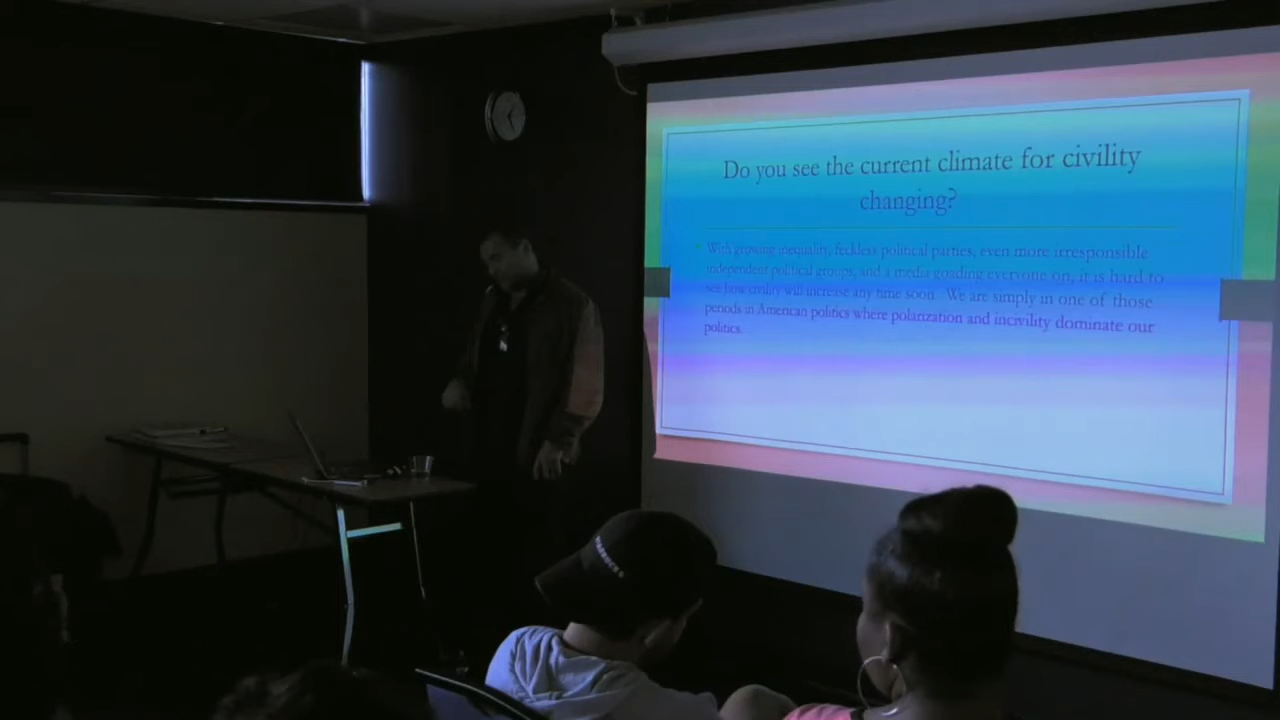 Do you see the current climate for civility
changing?
With growing inequality, feckless political parties, even more irresponsible
independent political groups, and a media goading everyone on, it is hard to
see how civility will increase any time soon. We are simply in one of those
periods in American politics where polarization and incivility dominate our
politics.